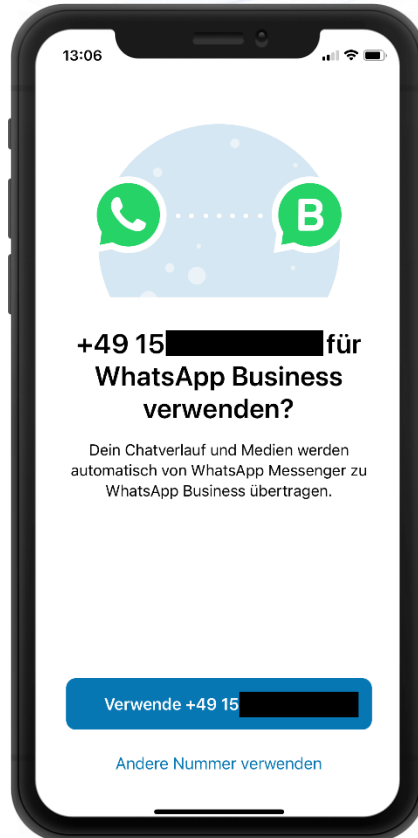 13:06
B
+49 15 für
WhatsApp Business
verwenden?
Dein Chatverlauf und Medien werden
automatisch von WhatsApp Messenger zu
WhatsApp Business übertragen.
Verwende +49 15
Andere Nummer verwenden